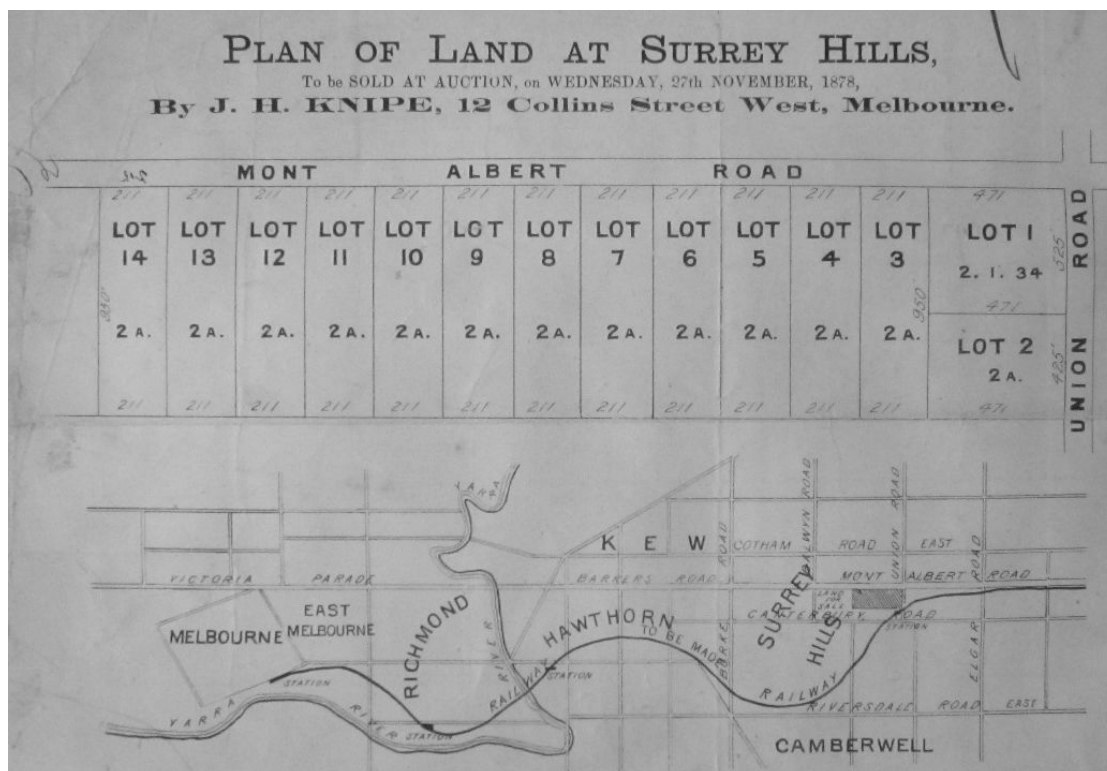 PLAN OF LAND AT SURREY HILLS,
To be SOLD AT AUCTION, on WEDNESDAY, 27th NOVEMBER, 1878,
By J. H. KNIPE, 12 Collins Street West, Melbourne.
MONT ALBERT ROAD
211 211 211 211 211 211 211 211 211 211 211 211 471
LOT 14
LOT 13
LOT 12
LOT 11
LOT 10
LOT 9
LOT 8
LOT 7
LOT 6
LOT 5
LOT 4
LOT 3
LOT 1
2. 1. 34
525
471
950
2 A. 2 A. 2 A. 2 A. 2 A. 2 A. 2 A. 2 A. 2 A. 2 A. 2 A. 2 A.
950
LOT 2
2 A.
425
211 211 211 211 211 211 211 211 211 211 211 211 471
UNION ROAD
YARRA
KEW
COTHAM ROAD EAST
BALWYN ROAD
UNION ROAD
VICTORIA PARADE
BARKERS ROAD
MONT ALBERT ROAD
LAND FOR SALE
CANTERBURY ROAD
STATION
MELBOURNE
EAST MELBOURNE
RICHMOND
HAWTHORN
TO BE MADE
BURKE ROAD
SURREY HILLS
ELGAR ROAD
STATION
RIVER
RAILWAY
STATION
RAILWAY
YARRA RIVER
STATION
RIVERSDALE ROAD EAST
CAMBERWELL